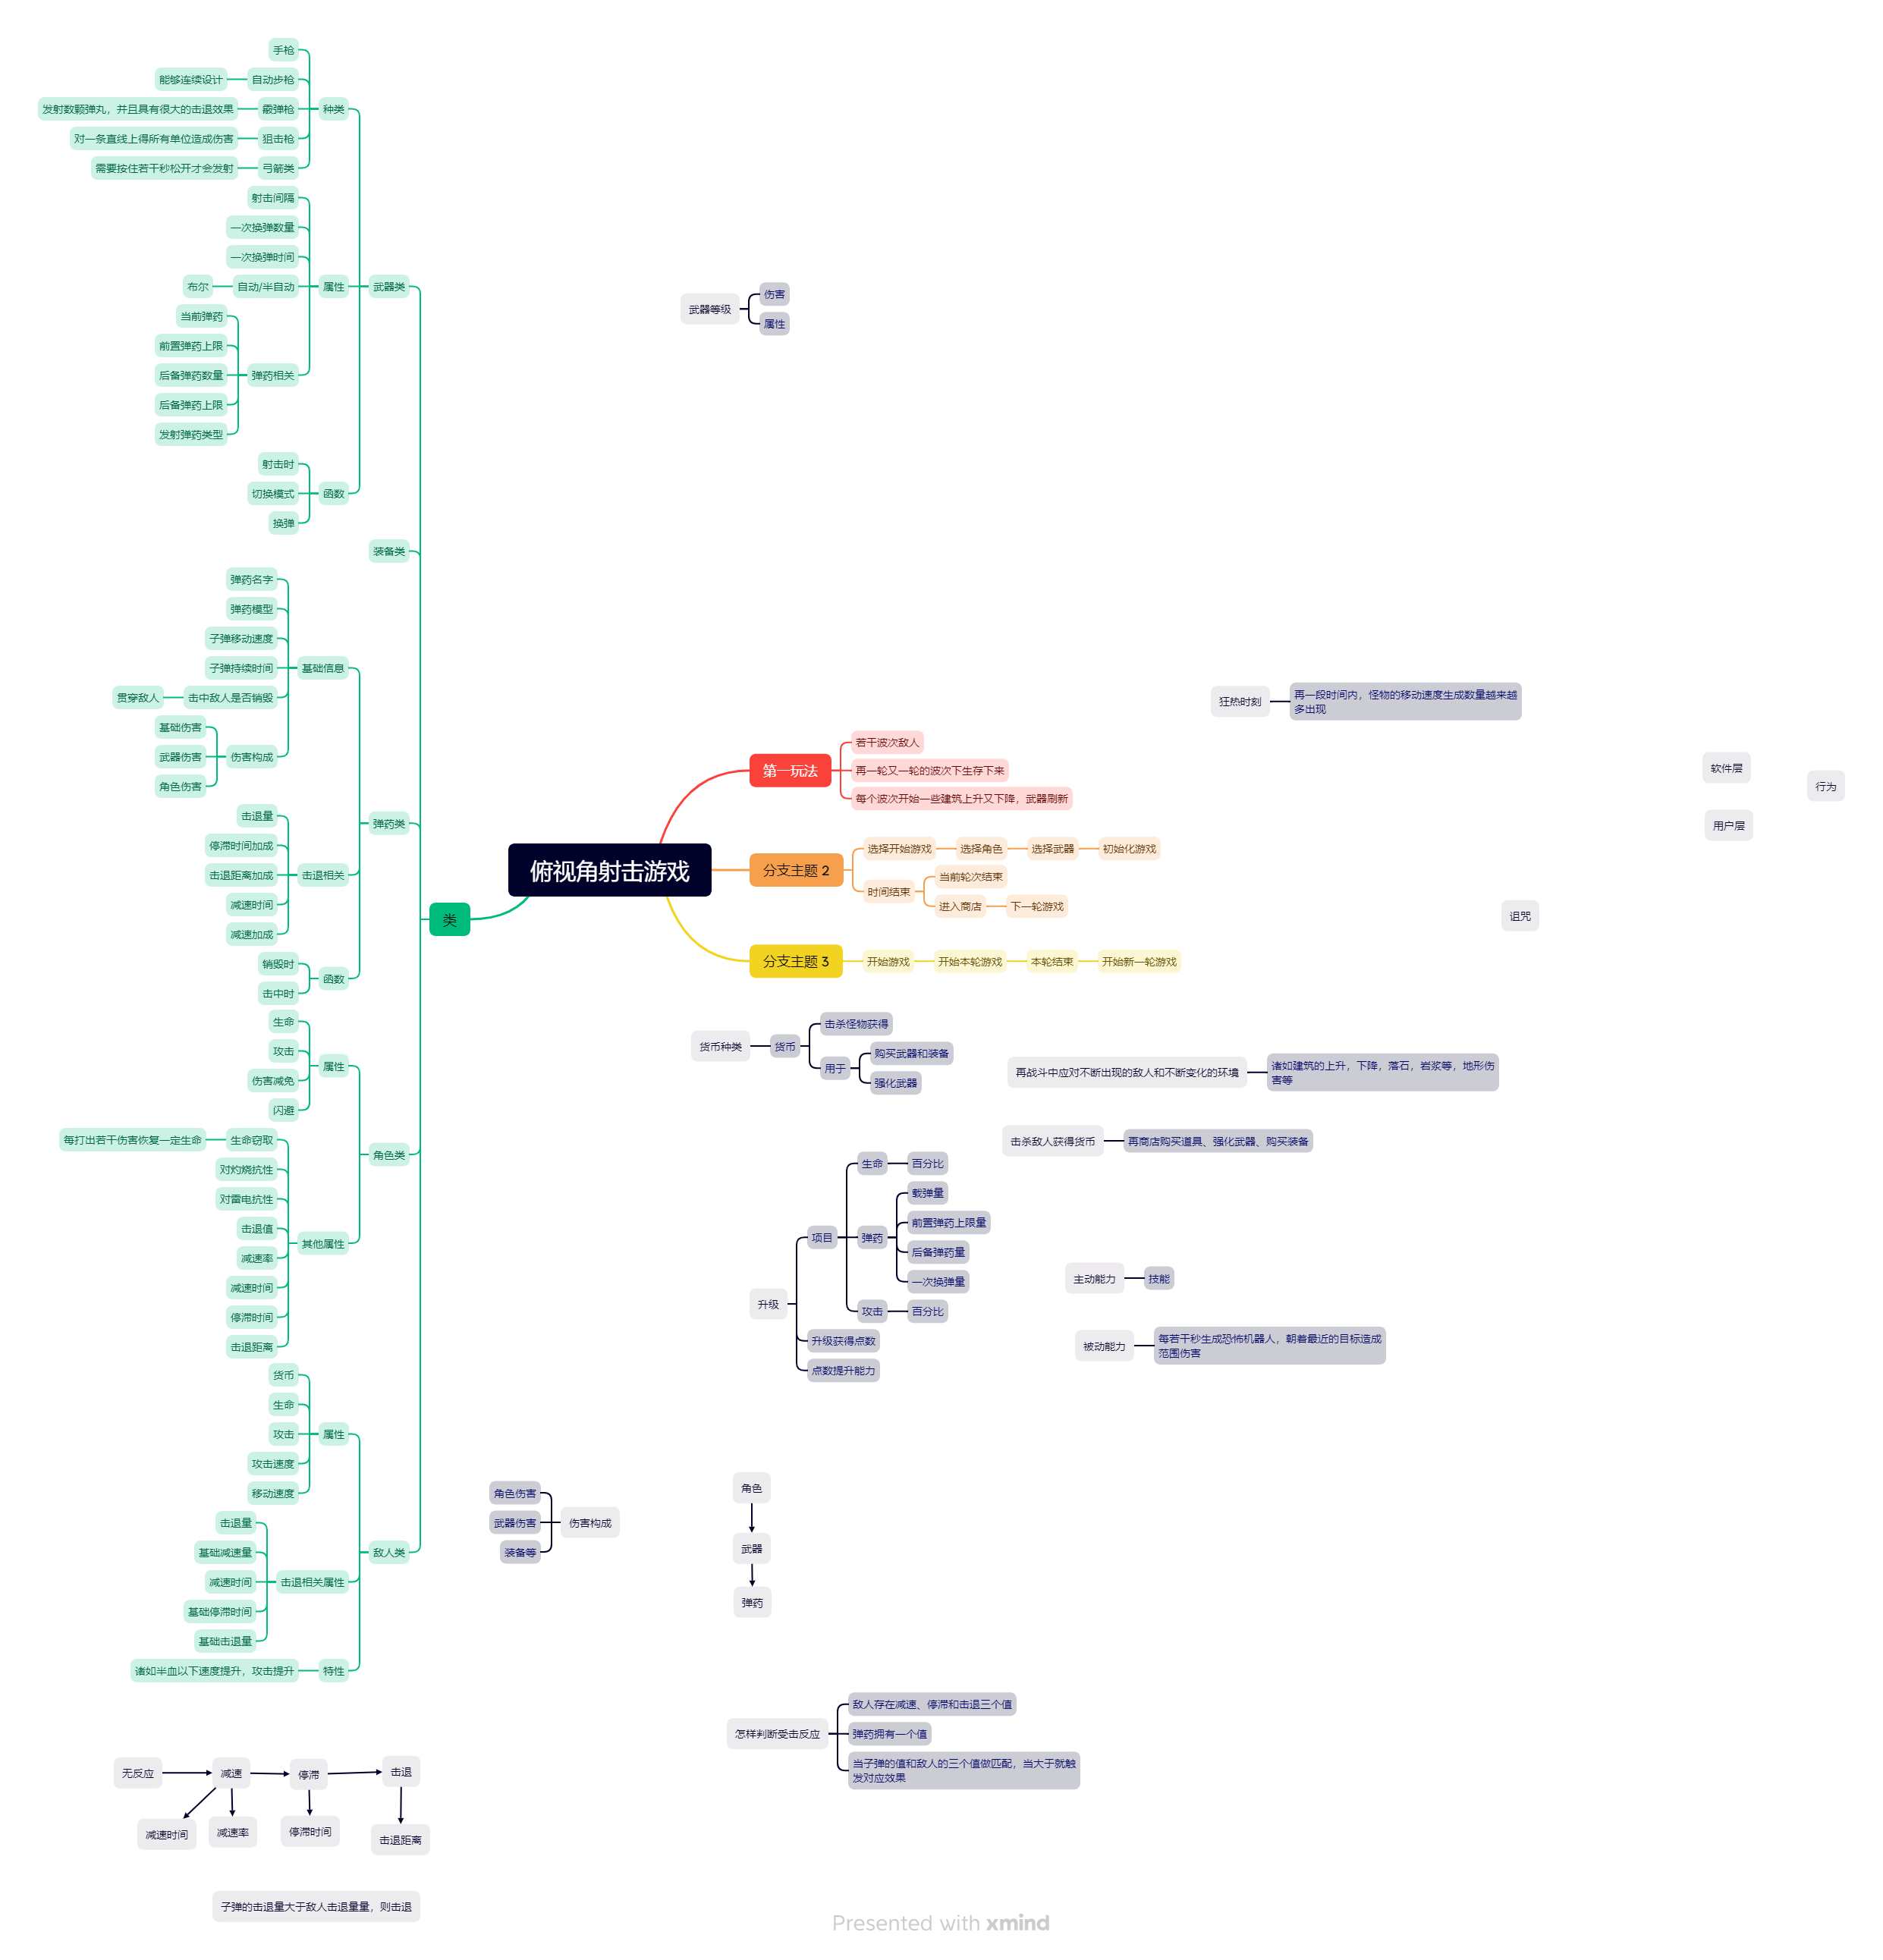 手枪
能够连续设计
自动步枪
发射数颗弹丸，并且具有很大的击退效果
霰弹枪
种类
对一条直线上得所有单位造成伤害
狙击枪
需要按住若干秒松开才会发射
弓箭类
射击间隔
一次换弹数量
一次换弹时间
布尔
自动/半自动
属性
武器类
当前弹药
前置弹药上限
后备弹药数量
弹药相关
后备弹药上限
发射弹药类型
射击时
切换模式
函数
换弹
装备类
弹药名字
弹药模型
子弹移动速度
子弹持续时间
基础信息
贯穿敌人
击中敌人是否销毁
基础伤害
武器伤害
伤害构成
角色伤害
击退量
弹药类
停滞时间加成
击退距离加成
击退相关
减速时间
减速加成
销毁时
函数
击中时
生命
攻击
属性
伤害减免
闪避
每打出若干伤害恢复一定生命
生命窃取
角色类
对灼烧抗性
对雷电抗性
击退值
其他属性
减速率
减速时间
停滞时间
击退距离
货币
生命
攻击
属性
攻击速度
移动速度
击退量
基础减速量
敌人类
减速时间
击退相关属性
基础停滞时间
基础击退量
诸如半血以下速度提升，攻击提升
特性
类
俯视角射击游戏
武器等级
伤害
属性
狂热时刻
再一段时间内，怪物的移动速度生成数量越来越
多出现
第一玩法
若干波次敌人
再一轮又一轮的波次下生存下来
每个波次开始一些建筑上升又下降，武器刷新
软件层
行为
用户层
分支主题 2
选择开始游戏
选择角色
选择武器
初始化游戏
时间结束
当前轮次结束
进入商店
下一轮游戏
诅咒
分支主题 3
开始游戏
开始本轮游戏
本轮结束
开始新一轮游戏
货币种类
货币
击杀怪物获得
用于
购买武器和装备
强化武器
再战斗中应对不断出现的敌人和不断变化的环境
诸如建筑的上升，下降，落石，岩浆等，地形伤
害等
击杀敌人获得货币
再商店购买道具、强化武器、购买装备
升级
项目
生命
百分比
弹药
载弹量
前置弹药上限量
后备弹药量
一次换弹量
攻击
百分比
升级获得点数
点数提升能力
主动能力
技能
被动能力
每若干秒生成恐怖机器人，朝着最近的目标造成
范围伤害
角色伤害
武器伤害
装备等
伤害构成
角色
武器
弹药
怎样判断受击反应
敌人存在减速、停滞和击退三个值
弹药拥有一个值
当子弹的值和敌人的三个值做匹配，当大于就触
发对应效果
无反应
减速
停滞
击退
减速时间
减速率
停滞时间
击退距离
子弹的击退量大于敌人击退量量，则击退
Presented with xmind